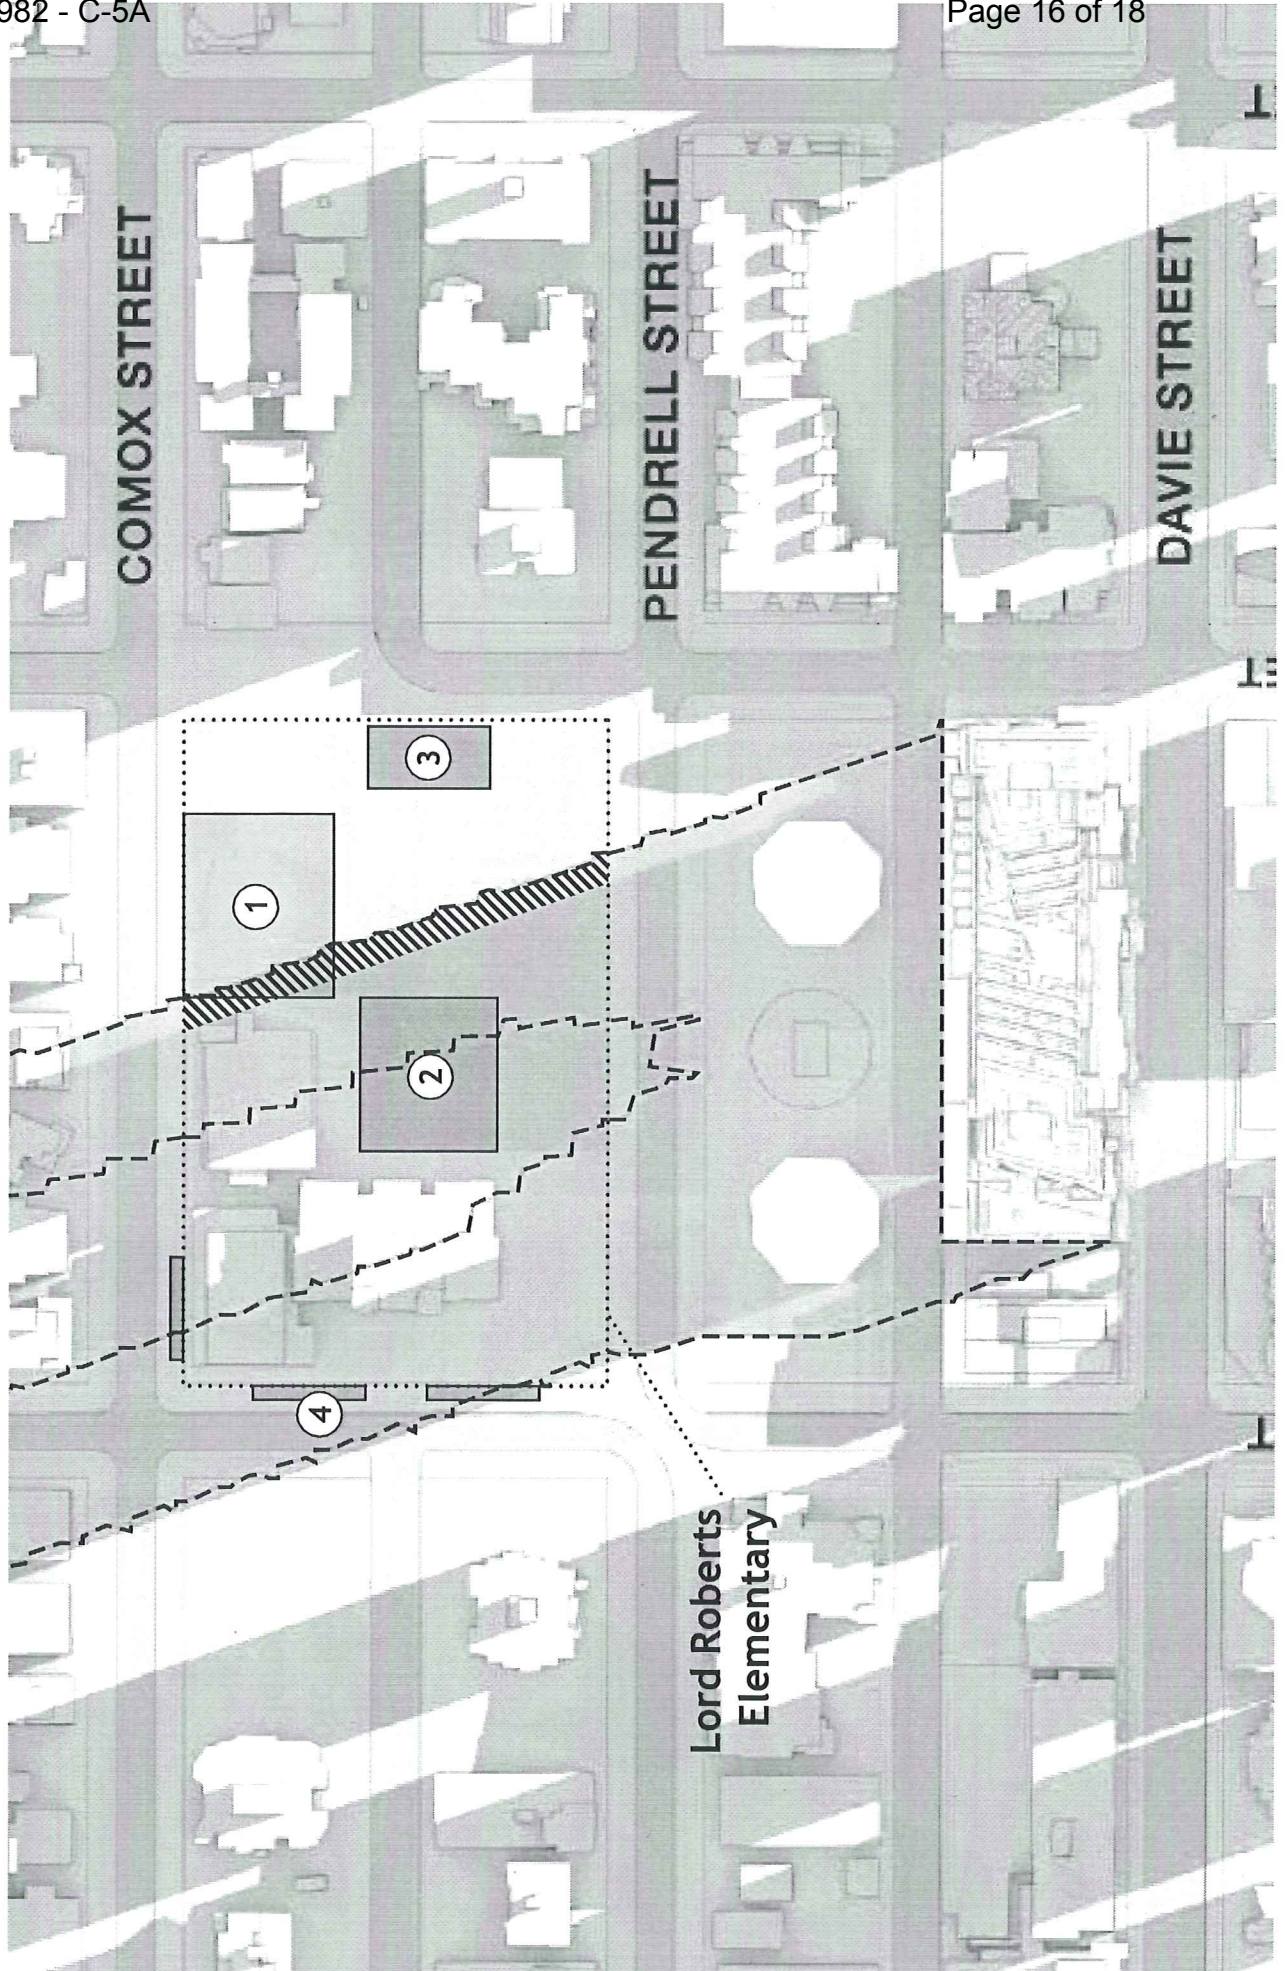 982 - C-5A
Page 16 of 18
COMOX STREET
PENDRELL STREET
DAVIE STREET
1
2
3
4
Lord Roberts
Elementary
T
ET
T